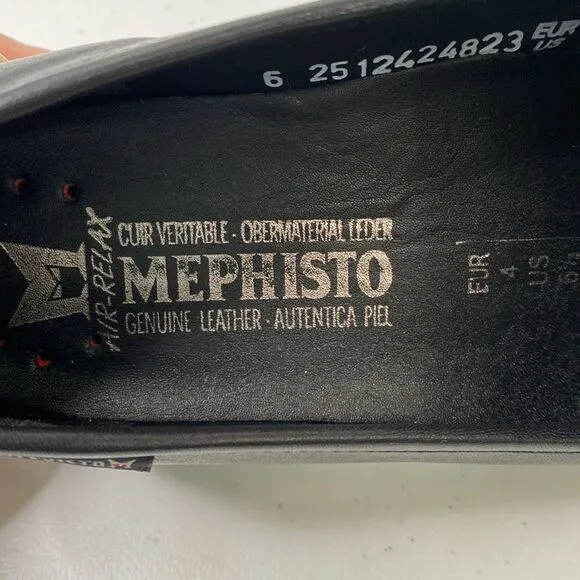 6 2512424823 EUR
US
CUIR VERITABLE · OBERMATERIAL LEDER
AIR-RELAX
MEPHISTO
GENUINE LEATHER · AUTENTICA PIEL
EUR
4
US